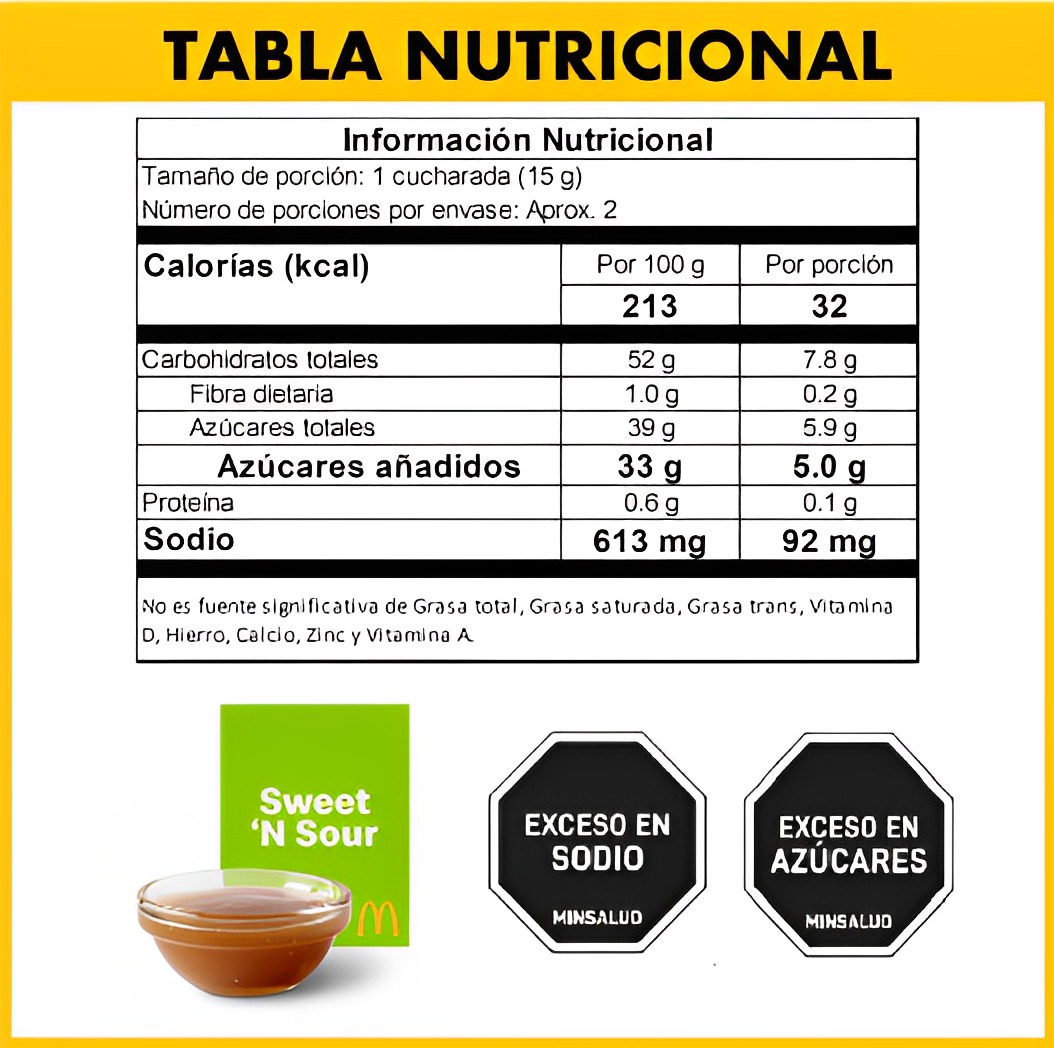 TABLA NUTRICIONAL
Información Nutricional
Tamaño de porción: 1 cucharada (15 g)
Número de porciones por envase: Aprox. 2
Calorías (kcal) Por 100 g Por porción
213 32
Carbohidratos totales 52 g 7.8 g
Fibra dietaria 1.0 g 0.2 g
Azúcares totales 39 g 5.9 g
Azúcares añadidos 33 g 5.0 g
Proteína 0.6 g 0.1 g
Sodio 613 mg 92 mg
No es fuente significativa de Grasa total, Grasa saturada, Grasa trans, Vitamina
D, Hierro, Calcio, Zinc y Vitamina A.
Sweet
‘N Sour
EXCESO EN
SODIO
MINSALUD
EXCESO EN
AZÚCARES
MINSALUD